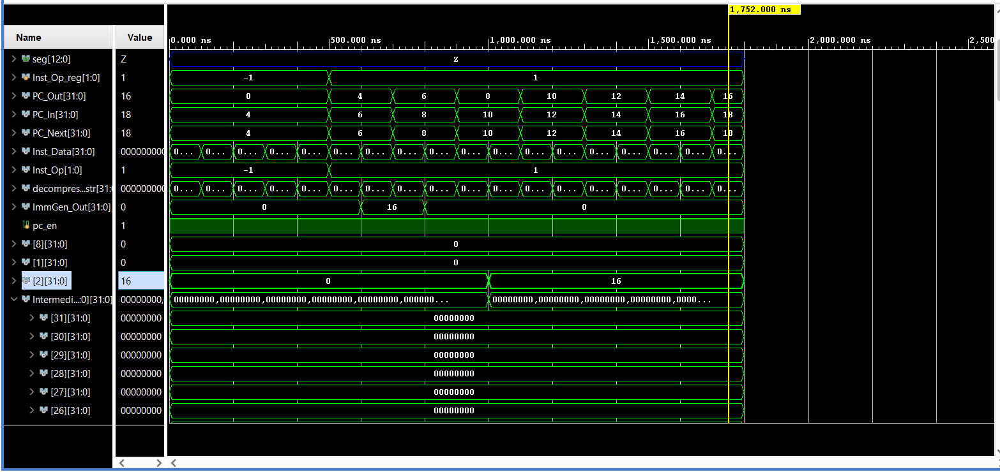 1,752.000 ns
Name Value 0.000 ns 500.000 ns 1,000.000 ns 1,500.000 ns 2,000.000 ns 2,500
seg[12:0] Z Z
Inst_Op_reg[1:0] 1 -1 1
PC_Out[31:0] 16 0 4 6 8 10 12 14 16
PC_In[31:0] 18 4 6 8 10 12 14 16 18
PC_Next[31:0] 18 4 6 8 10 12 14 16 18
Inst_Data[31:0] 000000000 0... 0... 0... 0... 0... 0... 0... 0... 0... 0... 0... 0... 0... 0... 0... 0... 0... 0...
Inst_Op[1:0] 1 -1 1
decompres...str[31:0 000000000 0... 0... 0... 0... 0... 0... 0... 0... 0... 0... 0... 0... 0... 0... 0... 0... 0... 0...
ImmGen_Out[31:0] 0 0 16 0
pc_en 1
[8][31:0] 0 0
[1][31:0] 0 0
[2][31:0] 16 0 16
Intermedi...:0][31:0] 00000000, 00000000,00000000,00000000,00000000,00000000,000000... 00000000,00000000,00000000,00000000,0000...
[31][31:0] 00000000 00000000
[30][31:0] 00000000 00000000
[29][31:0] 00000000 00000000
[28][31:0] 00000000 00000000
[27][31:0] 00000000 00000000
[26][31:0] 00000000 00000000